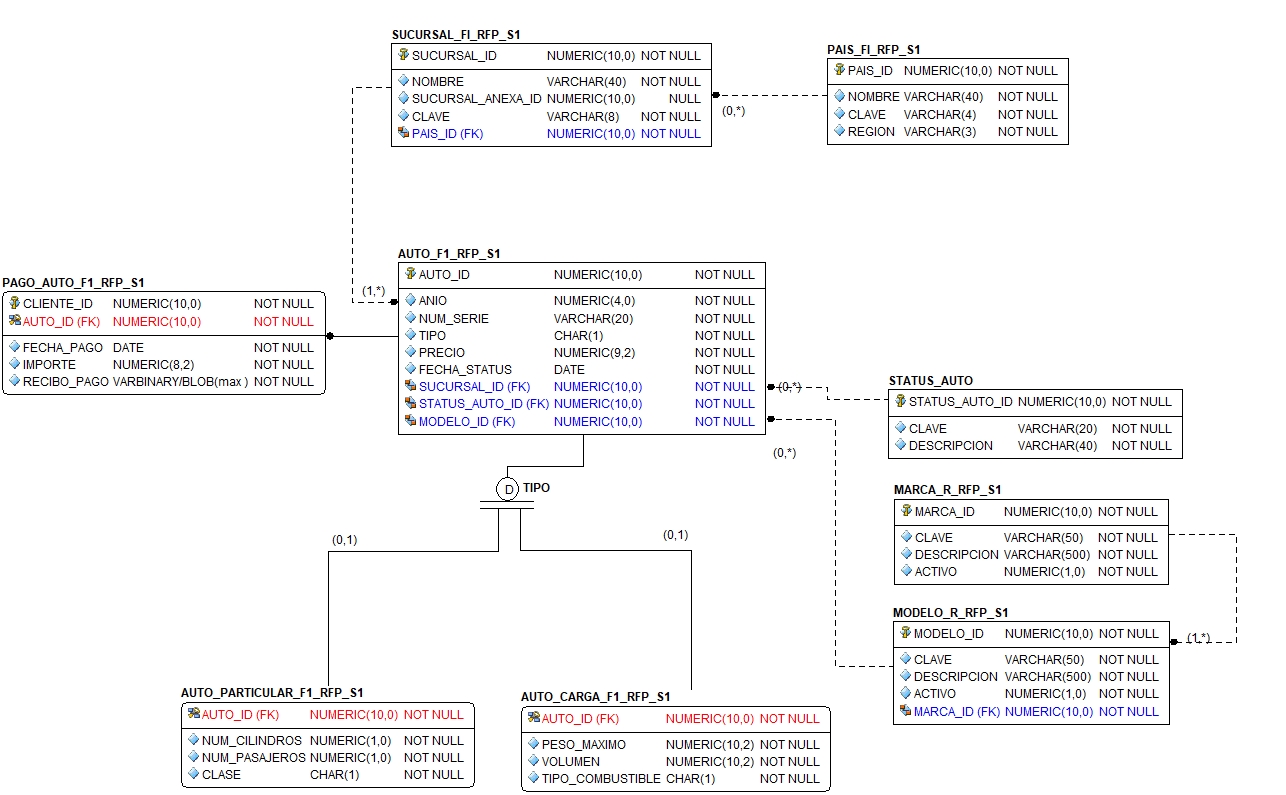 SUCURSAL_FI_RFP_S1
SUCURSAL_ID NUMERIC(10,0) NOT NULL
NOMBRE VARCHAR(40) NOT NULL
SUCURSAL_ANEXA_ID NUMERIC(10,0) NULL
CLAVE VARCHAR(8) NOT NULL
PAIS_ID (FK) NUMERIC(10,0) NOT NULL
PAIS_FI_RFP_S1
PAIS_ID NUMERIC(10,0) NOT NULL
NOMBRE VARCHAR(40) NOT NULL
CLAVE VARCHAR(4) NOT NULL
REGION VARCHAR(3) NOT NULL
(0,*)
AUTO_F1_RFP_S1
AUTO_ID NUMERIC(10,0) NOT NULL
ANIO NUMERIC(4,0) NOT NULL
NUM_SERIE VARCHAR(20) NOT NULL
TIPO CHAR(1) NOT NULL
PRECIO NUMERIC(9,2) NOT NULL
FECHA_STATUS DATE NOT NULL
SUCURSAL_ID (FK) NUMERIC(10,0) NOT NULL
STATUS_AUTO_ID (FK) NUMERIC(10,0) NOT NULL
MODELO_ID (FK) NUMERIC(10,0) NOT NULL
(1,*)
PAGO_AUTO_F1_RFP_S1
CLIENTE_ID NUMERIC(10,0) NOT NULL
AUTO_ID (FK) NUMERIC(10,0) NOT NULL
FECHA_PAGO DATE NOT NULL
IMPORTE NUMERIC(8,2) NOT NULL
RECIBO_PAGO VARBINARY/BLOB(max ) NOT NULL
(0,*)
STATUS_AUTO
STATUS_AUTO_ID NUMERIC(10,0) NOT NULL
CLAVE VARCHAR(20) NOT NULL
DESCRIPCION VARCHAR(40) NOT NULL
(0,*)
MARCA_R_RFP_S1
MARCA_ID NUMERIC(10,0) NOT NULL
CLAVE VARCHAR(50) NOT NULL
DESCRIPCION VARCHAR(500) NOT NULL
ACTIVO NUMERIC(1,0) NOT NULL
D TIPO
(0,1)
(0,1)
MODELO_R_RFP_S1
MODELO_ID NUMERIC(10,0) NOT NULL
CLAVE VARCHAR(50) NOT NULL
DESCRIPCION VARCHAR(500) NOT NULL
ACTIVO NUMERIC(1,0) NOT NULL
MARCA_ID (FK) NUMERIC(10,0) NOT NULL
(1,*)
AUTO_PARTICULAR_F1_RFP_S1
AUTO_ID (FK) NUMERIC(10,0) NOT NULL
NUM_CILINDROS NUMERIC(1,0) NOT NULL
NUM_PASAJEROS NUMERIC(1,0) NOT NULL
CLASE CHAR(1) NOT NULL
AUTO_CARGA_F1_RFP_S1
AUTO_ID (FK) NUMERIC(10,0) NOT NULL
PESO_MAXIMO NUMERIC(10,2) NOT NULL
VOLUMEN NUMERIC(10,2) NOT NULL
TIPO_COMBUSTIBLE CHAR(1) NOT NULL